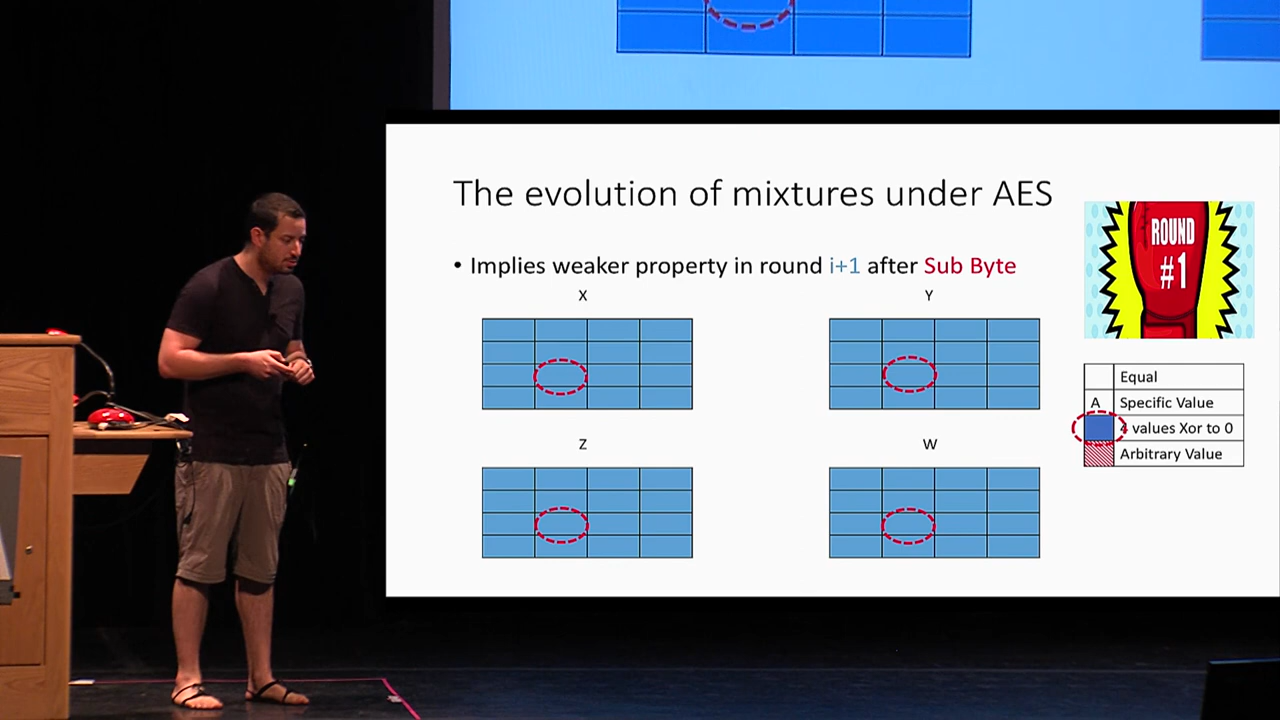 The evolution of mixtures under AES
• Implies weaker property in round i+1 after Sub Byte
X
Y
Z
W
ROUND
#1
Equal
A Specific Value
4 values Xor to 0
Arbitrary Value